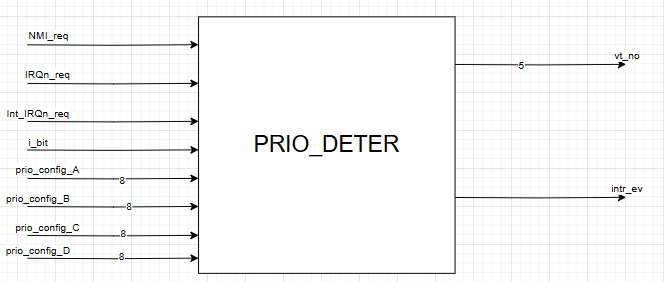 NMI_req
IRQn_req
Int_IRQn_req
i_bit
prio_config_A
8
prio_config_B
8
prio_config_C
8
prio_config_D
8
PRIO_DETER
vt_no
5
intr_ev